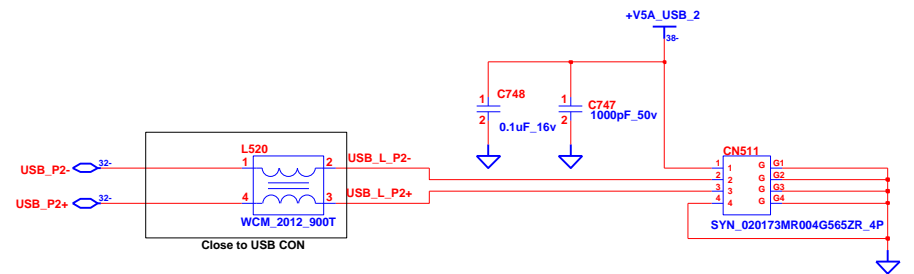 +V5A_USB_2
38-
1 C748
2
0.1uF_16v
1 C747
2
1000pF_50v
L520
USB_P2- 32- 1 2 USB_L_P2-
USB_P2+ 32- 4 3 USB_L_P2+
WCM_2012_900T
Close to USB CON
CN511
1 1 G G1
2 2 G G2
3 3 G G3
4 4 G G4
SYN_020173MR004G565ZR_4P